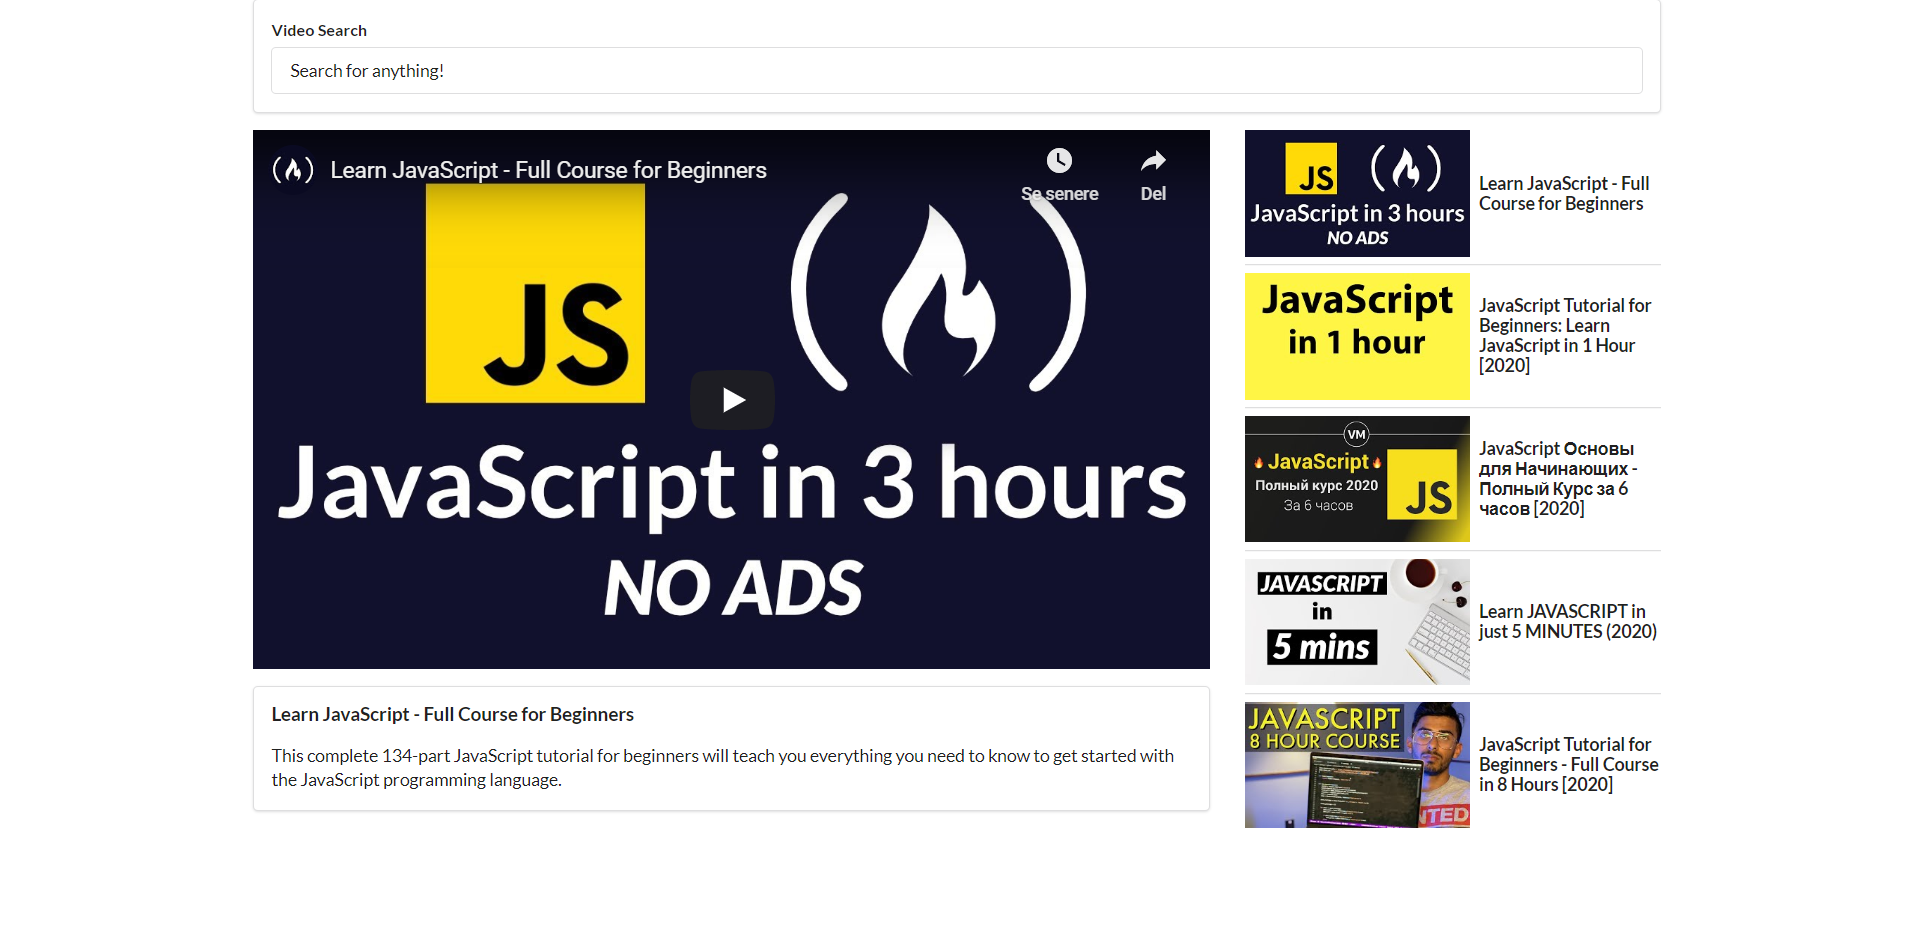 Video Search
Search for anything!
Learn JavaScript - Full Course for Beginners
Se senere
Del
JS
JavaScript in 3 hours
NO ADS
Learn JavaScript - Full Course for Beginners
This complete 134-part JavaScript tutorial for beginners will teach you everything you need to know to get started with
the JavaScript programming language.
JS
JavaScript in 3 hours
NO ADS
Learn JavaScript - Full
Course for Beginners
JavaScript
in 1 hour
JavaScript Tutorial for
Beginners: Learn
JavaScript in 1 Hour
[2020]
VM
JavaScript
Полный курс 2020
За 6 часов
JS
JavaScript Основы
для Начинающих -
Полный Курс за 6
часов [2020]
JAVASCRIPT
in
5 mins
Learn JAVASCRIPT in
just 5 MINUTES (2020)
JAVASCRIPT
8 HOUR COURSE
NTED
JavaScript Tutorial for
Beginners - Full Course
in 8 Hours [2020]